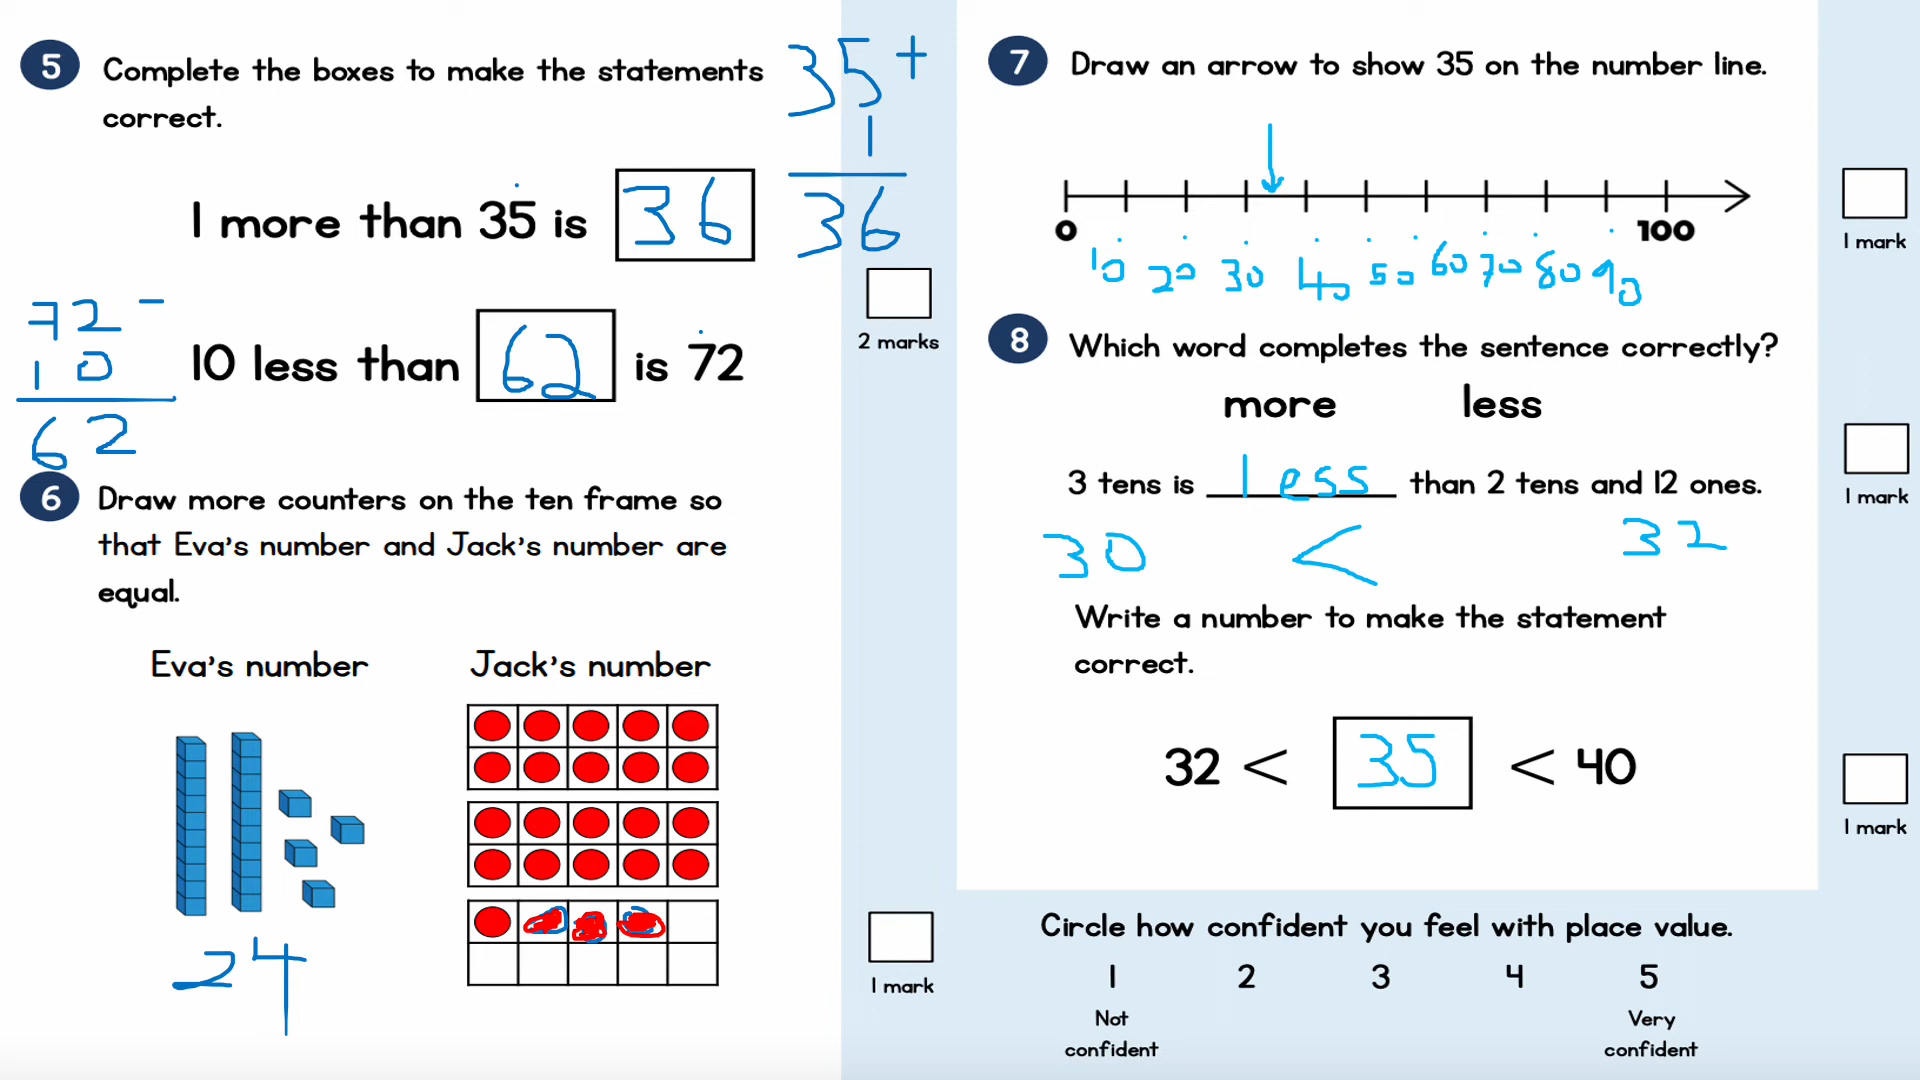 5 Complete the boxes to make the statements
correct.
35 +
1
36
1 more than 35 is 36
72 -
10
62
10 less than 62 is 72
2 marks
6 Draw more counters on the ten frame so
that Eva's number and Jack's number are
equal.
Eva's number Jack's number
24
1 mark
7 Draw an arrow to show 35 on the number line.
0 100
10 20 30 40 50 60 70 80 90
1 mark
8 Which word completes the sentence correctly?
more less
3 tens is less than 2 tens and 12 ones.
30 < 32
1 mark
Write a number to make the statement
correct.
32 < 35 < 40
1 mark
Circle how confident you feel with place value.
1 2 3 4 5
Not Very
confident confident